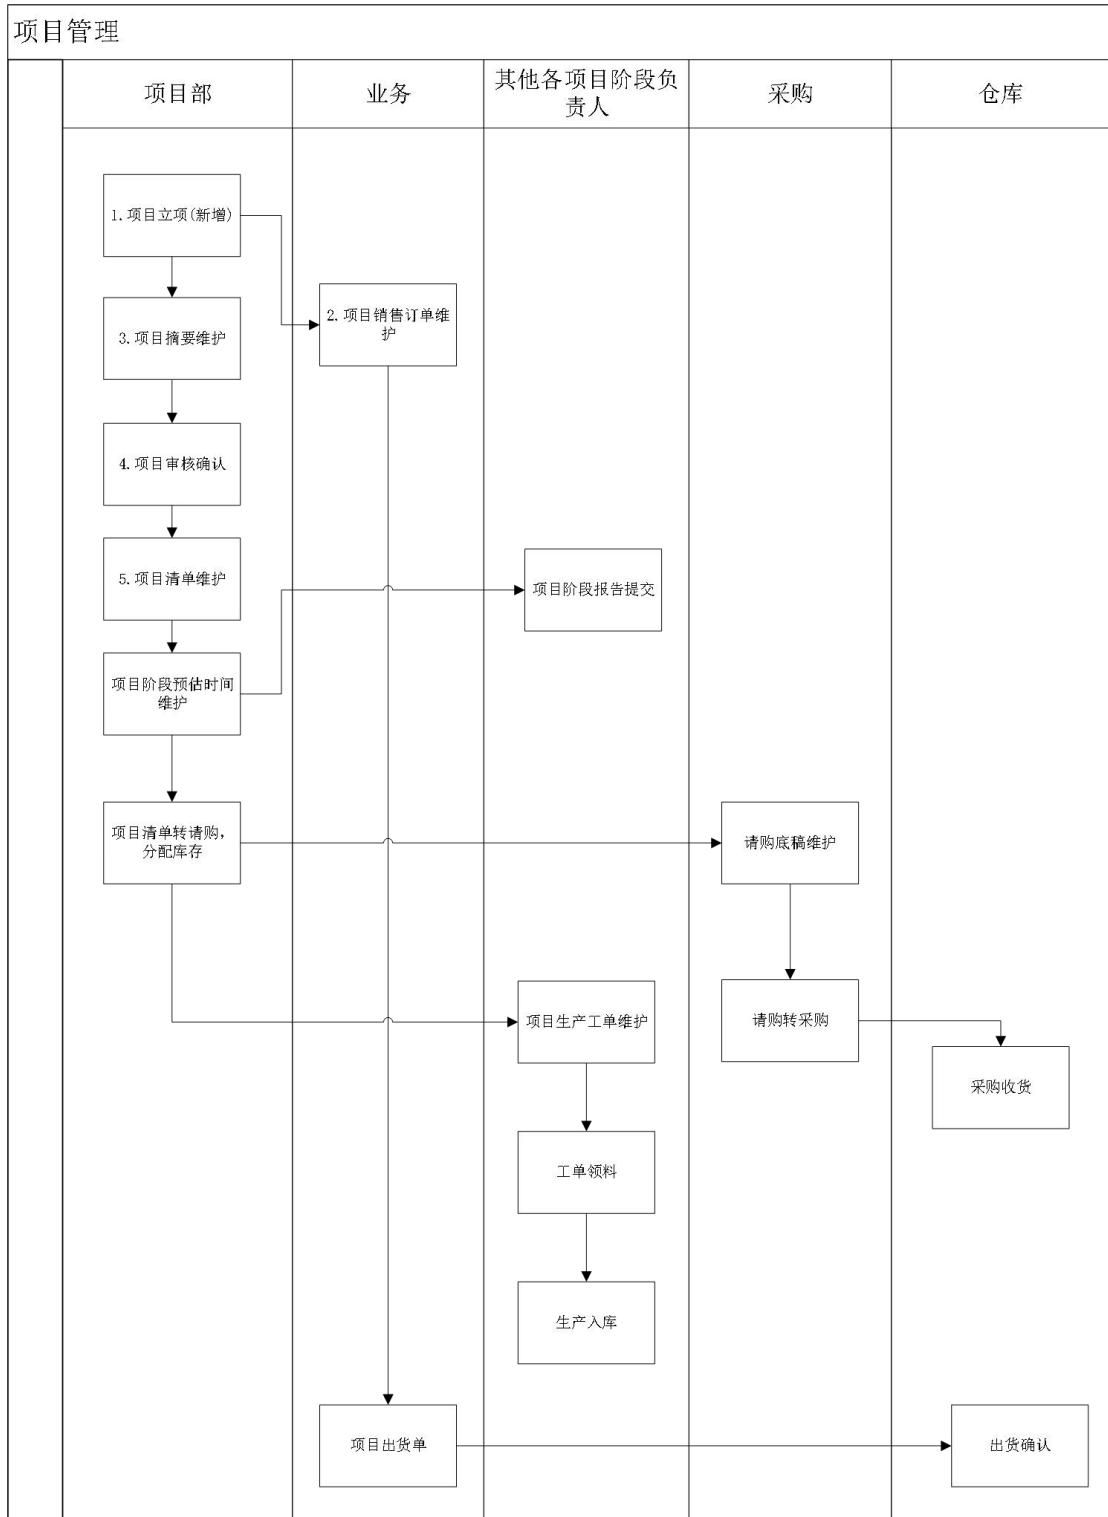 项目管理
项目部
业务
其他各项目阶段负
责人
采购
仓库
1.项目立项(新增)
2.项目销售订单维
护
3.项目摘要维护
4.项目审核确认
5.项目清单维护
项目阶段报告提交
项目阶段预估时间
维护
项目清单转请购,
分配库存
请购底稿维护
项目生产工单维护
请购转采购
采购收货
工单领料
生产入库
项目出货单
出货确认